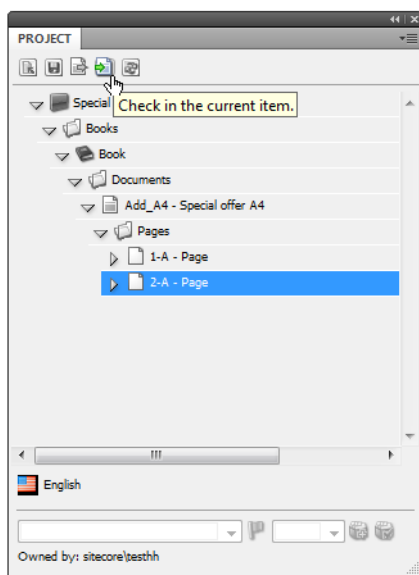 PROJECT
Special
Check in the current item.
Books
Book
Documents
Add_A4 - Special offer A4
Pages
1-A - Page
2-A - Page
English
Owned by: sitecore\testhh